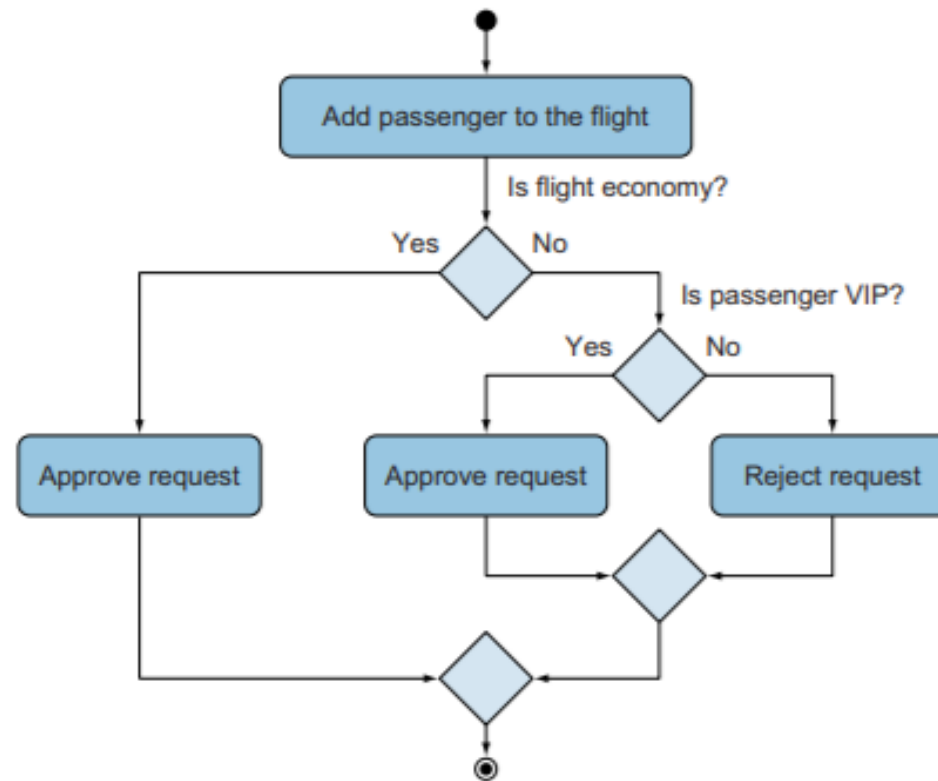 Add passenger to the flight
Is flight economy?
Yes
No
Is passenger VIP?
Yes
No
Approve request
Approve request
Reject request